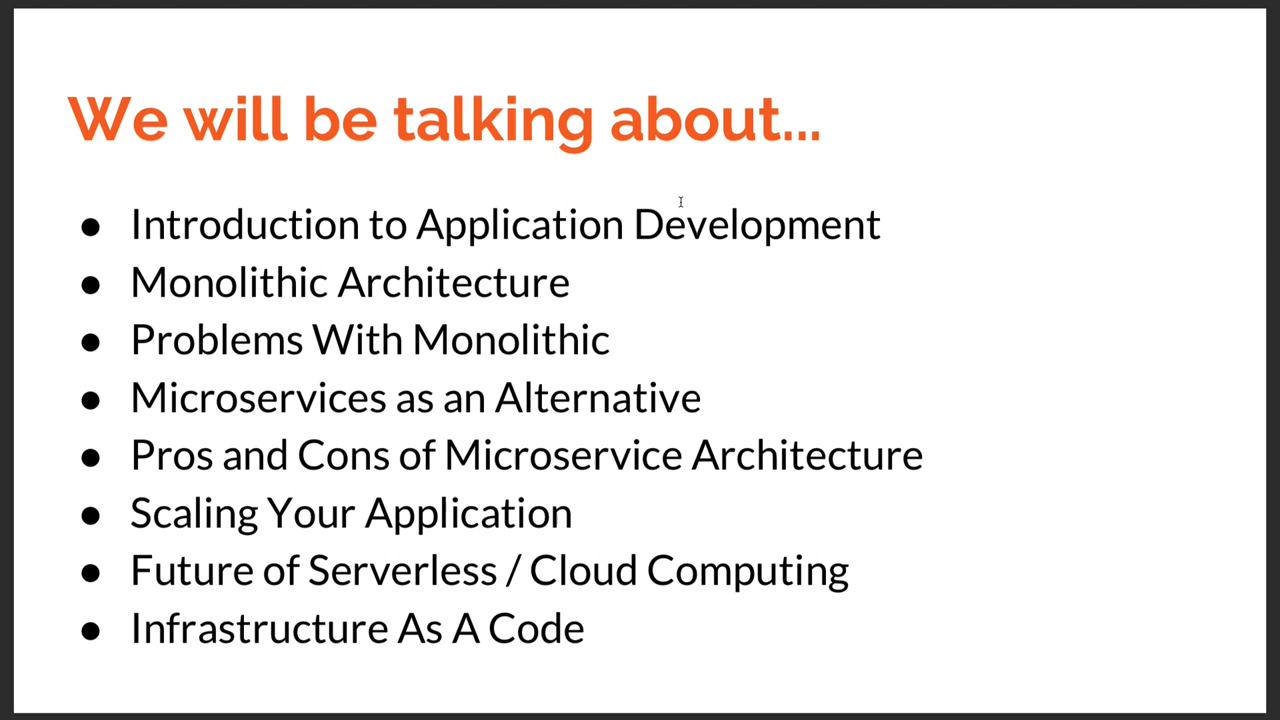 We will be talking about...
● Introduction to Application Development
● Monolithic Architecture
● Problems With Monolithic
● Microservices as an Alternative
● Pros and Cons of Microservice Architecture
● Scaling Your Application
● Future of Serverless / Cloud Computing
● Infrastructure As A Code